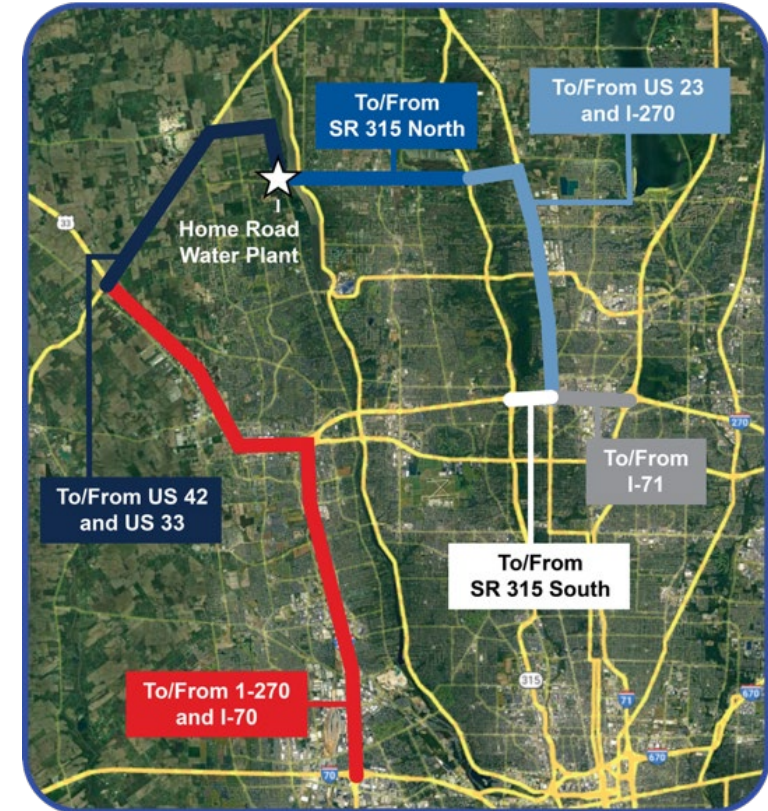 To/From
SR 315 North
To/From US 23
and I-270
33
Home Road
Water Plant
270
To/From
I-71
To/From US 42
and US 33
To/From
SR 315 South
315
71
670
To/From 1-270
and I-70
670
70